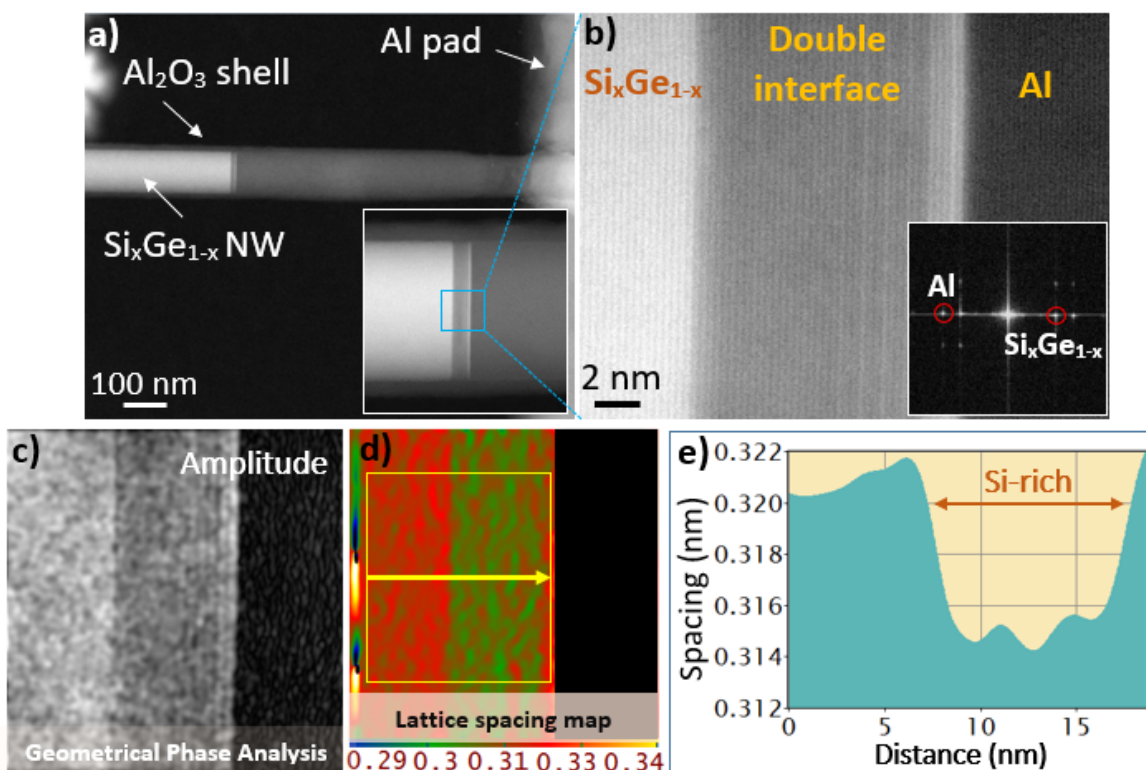 a)
Al pad
Al₂O₃ shell
SiₓGe₁₋ₓ NW
100 nm
b)
Double
interface
SiₓGe₁₋ₓ
Al
Al
SiₓGe₁₋ₓ
2 nm
c)
Amplitude
Geometrical Phase Analysis
d)
Lattice spacing map
0.29 0.3 0.31 0.33 0.34
e)
Si-rich
Spacing (nm)
0.322
0.320
0.318
0.316
0.314
0.312
0 5 10 15
Distance (nm)